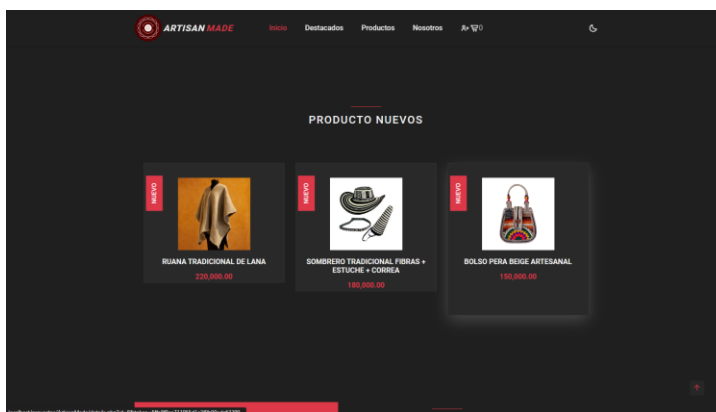 ARTISAN MADE
Inicio
Destacados
Productos
Nosotros
0
PRODUCTO NUEVOS
NUEVO
NUEVO
NUEVO
RUANA TRADICIONAL DE LANA
220,000.00
SOMBRERO TRADICIONAL FIBRAS +
ESTUCHE + CORREA
180,000.00
BOLSO PERA BEIGE ARTESANAL
150,000.00